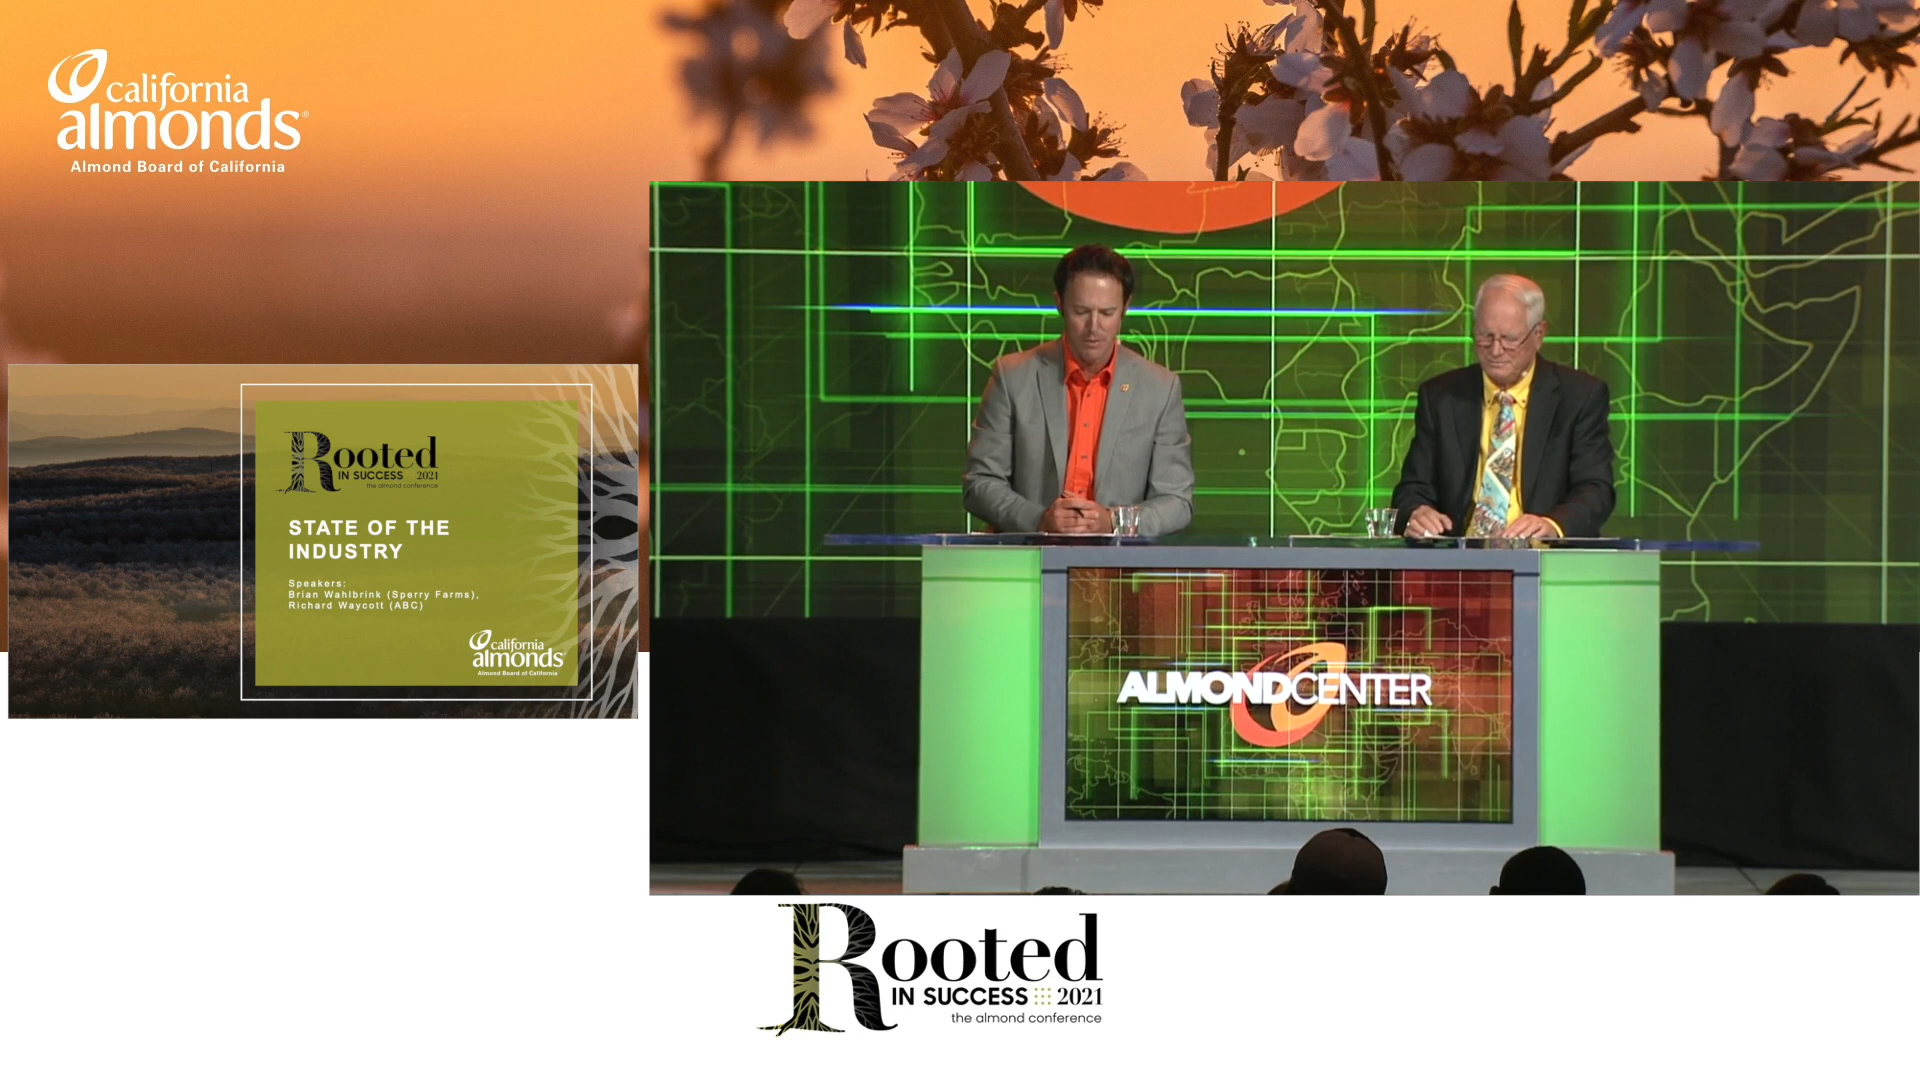 california
almonds®
Almond Board of California
Rooted
IN SUCCESS 2021
the almond conference
STATE OF THE
INDUSTRY
Speakers:
Brian Wahlbrink (Sperry Farms),
Richard Waycott (ABC)
california
almonds
Almond Board of California
ALMONDCENTER
Rooted
IN SUCCESS 2021
the almond conference